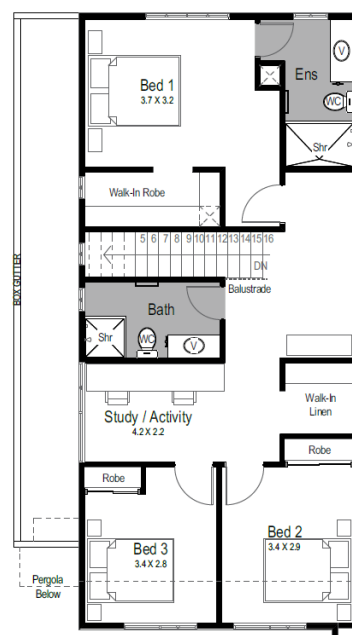 Bed 1
3.7 X 3.2
Ens
V
WC
Shr
Walk-In Robe
5 6 7 8 9 10 11 12 13 14 15 16
DN
Balustrade
BOX GUTTER
Bath
Shr
WC
V
Study / Activity
4.2 X 2.2
Walk-In
Linen
Robe
Robe
Bed 3
3.4 X 2.8
Bed 2
3.4 X 2.9
Pergola
Below